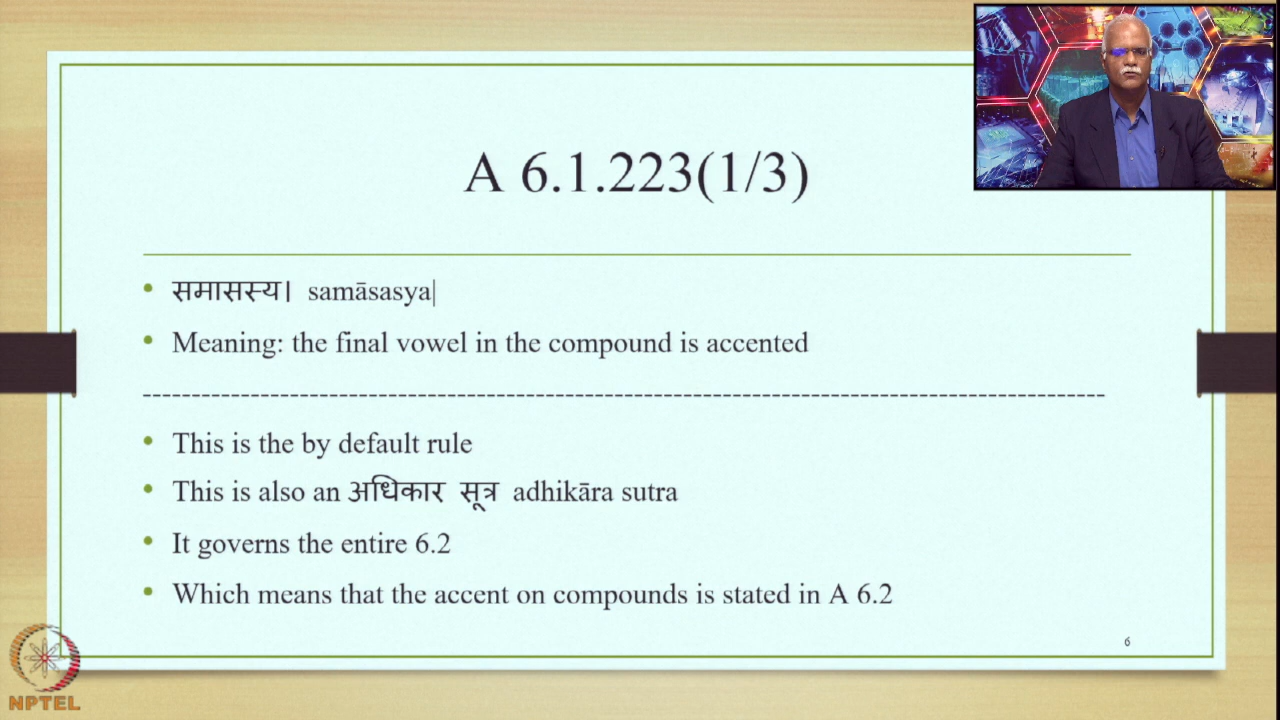 A 6.1.223(1/3)
समासस्य। samāsasya|
Meaning: the final vowel in the compound is accented
--------------------------------------------------------------------------------------------------
This is the by default rule
This is also an अधिकार सूत्र adhikāra sutra
It governs the entire 6.2
Which means that the accent on compounds is stated in A 6.2
6
NPTEL